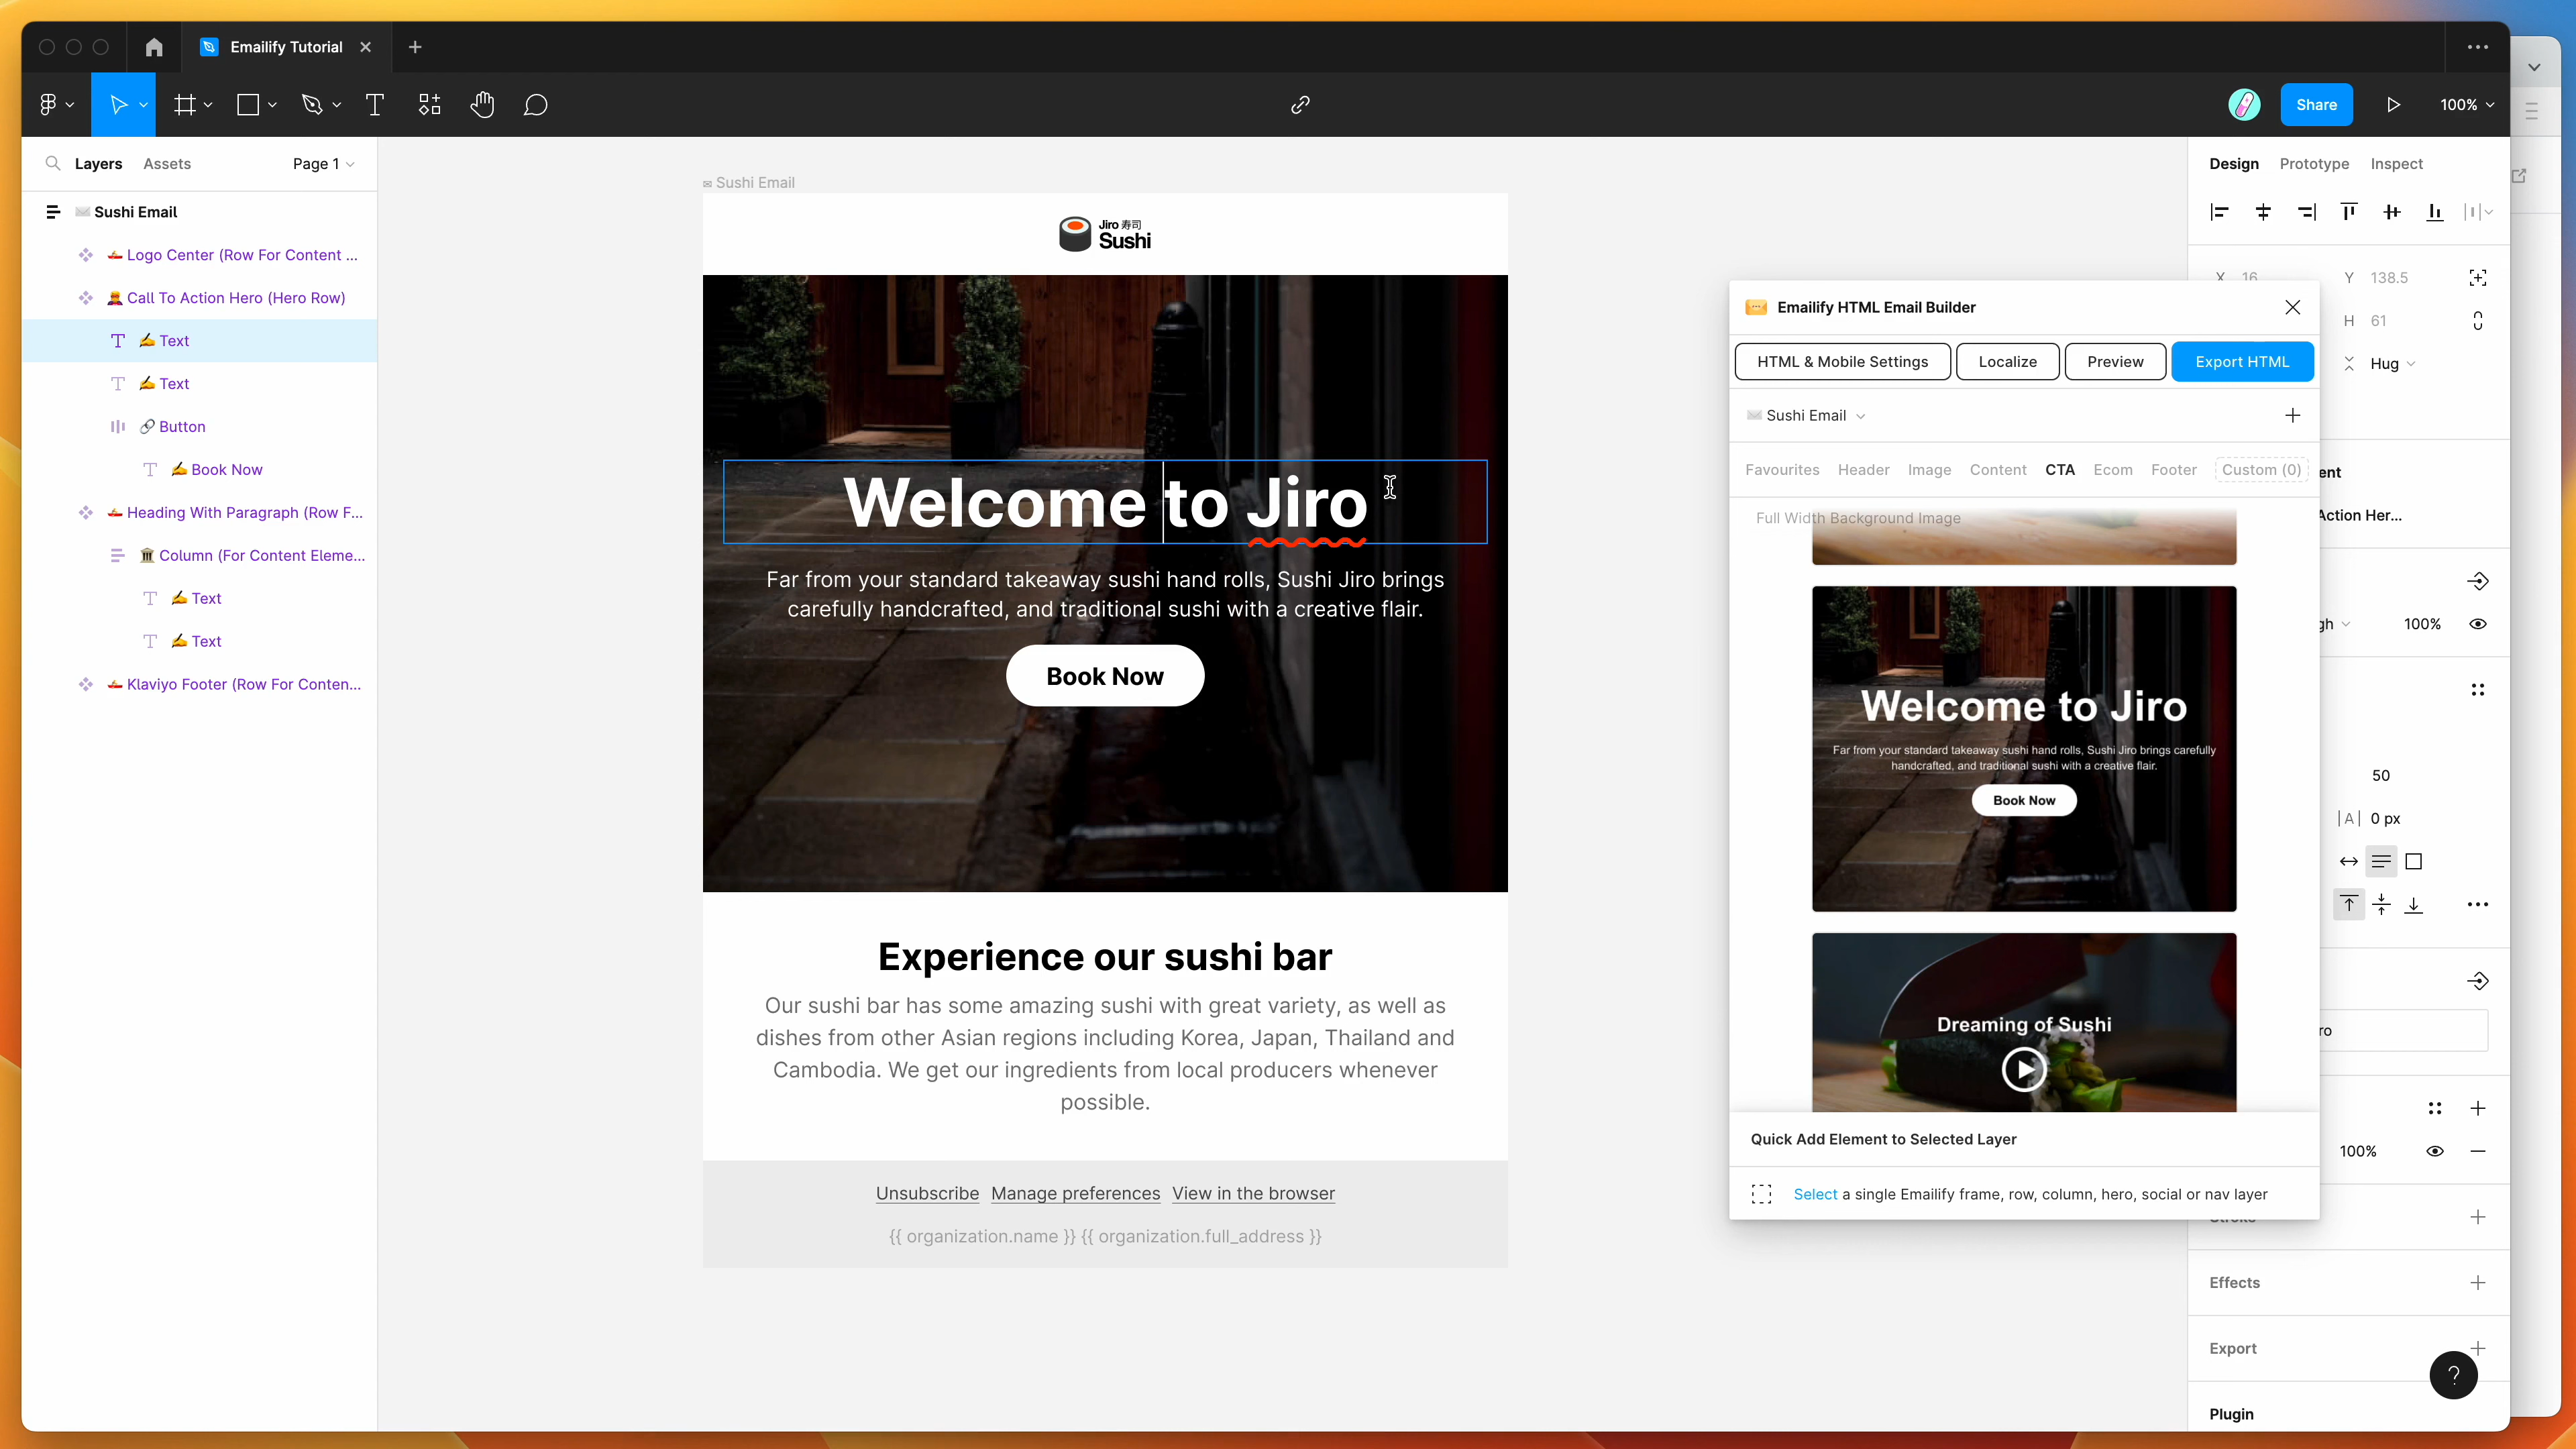 Emailify Tutorial
Share
100%
Layers
Assets
Page 1
Sushi Email
Logo Center (Row For Content ...
Call To Action Hero (Hero Row)
Text
Text
Button
Book Now
Heading With Paragraph (Row F...
Column (For Content Eleme...
Text
Text
Klaviyo Footer (Row For Conten...
Sushi Email
Jiro 寿司
Sushi
Welcome to Jiro
Far from your standard takeaway sushi hand rolls, Sushi Jiro brings
carefully handcrafted, and traditional sushi with a creative flair.
Book Now
Experience our sushi bar
Our sushi bar has some amazing sushi with great variety, as well as
dishes from other Asian regions including Korea, Japan, Thailand and
Cambodia. We get our ingredients from local producers whenever
possible.
Unsubscribe Manage preferences View in the browser
{{ organization.name }} {{ organization.full_address }}
Emailify HTML Email Builder
HTML & Mobile Settings
Localize
Preview
Export HTML
Sushi Email
Favourites
Header
Image
Content
CTA
Ecom
Footer
Custom (0)
Full Width Background Image
Welcome to Jiro
Far from your standard takeaway sushi hand rolls, Sushi Jiro brings carefully
handcrafted, and traditional sushi with a creative flair.
Book Now
Dreaming of Sushi
Quick Add Element to Selected Layer
Select a single Emailify frame, row, column, hero, social or nav layer
Design
Prototype
Inspect
X 16
Y 138.5
H 61
Hug
ent
Action Her...
gh
100%
50
|A| 0 px
ro
100%
Stroke
Effects
Export
?
Plugin